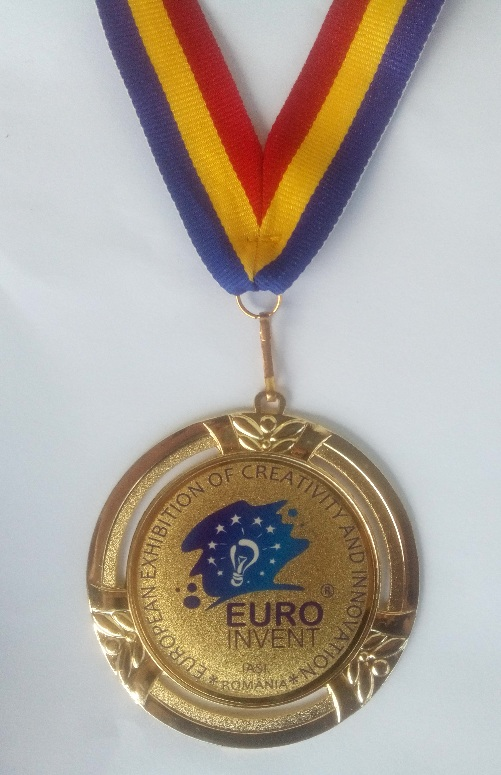 * EUROPEAN EXHIBITION OF CREATIVITY AND INNOVATION *
EURO ®
INVENT
IASI
ROMANIA